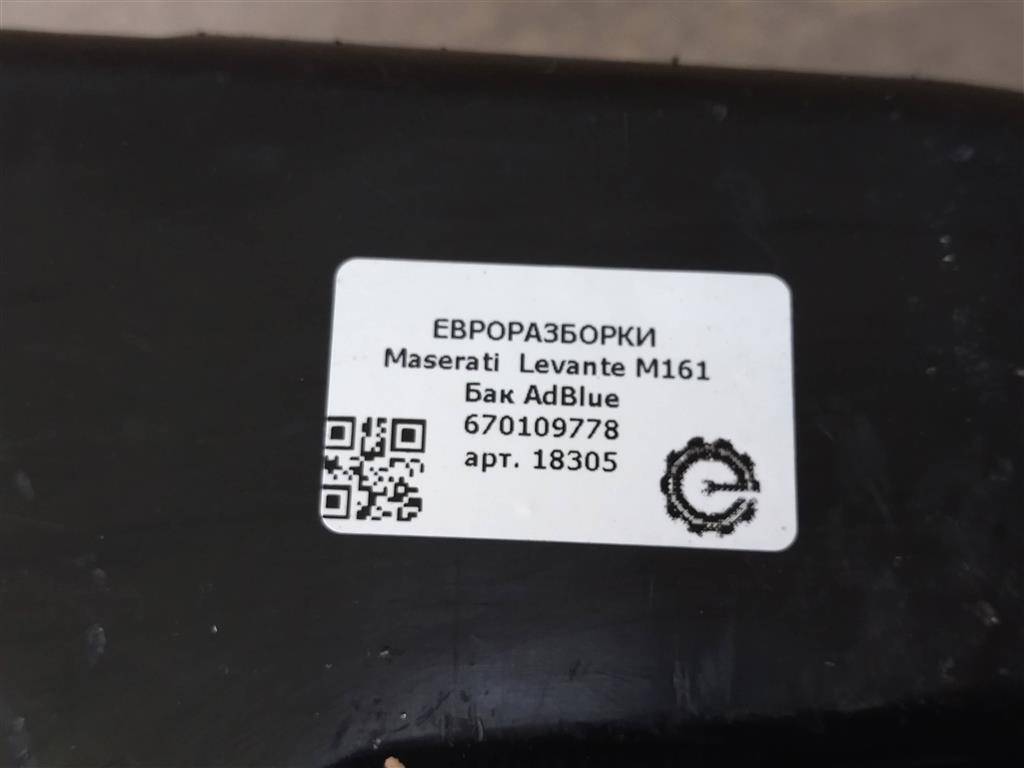 ЕВРОРАЗБОРКИ
Maserati Levante M161
Бак AdBlue
670109778
арт. 18305